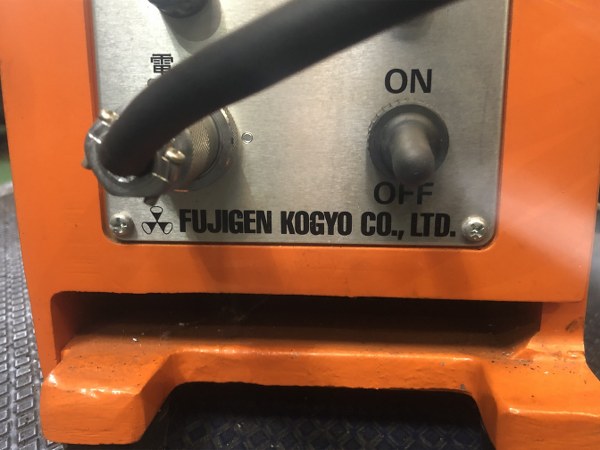 電
ON
OFF
FUJIGEN KOGYO CO., LTD.